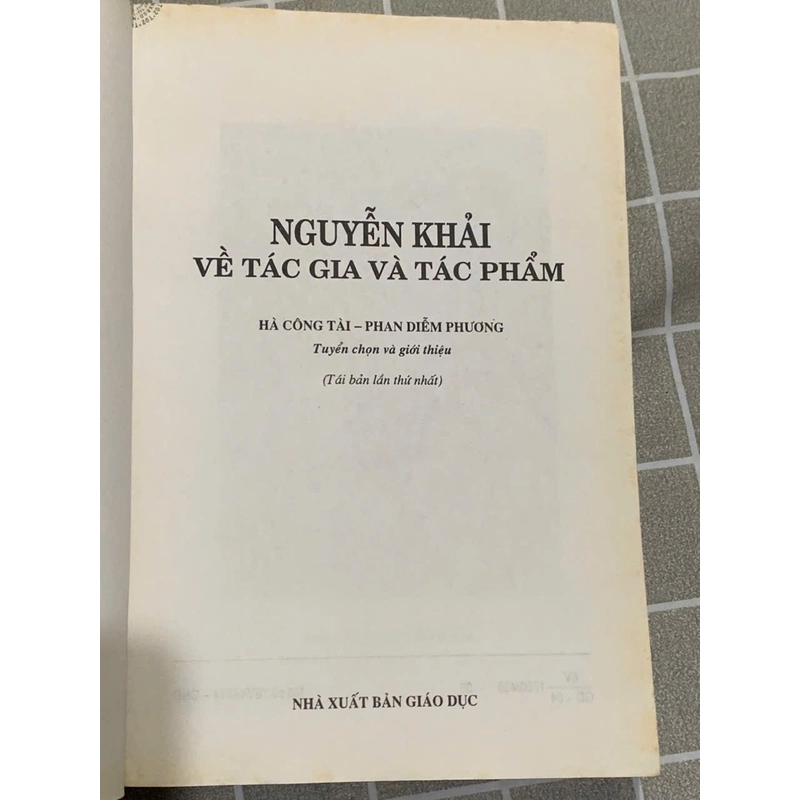 NGUYỄN KHẢI
VỀ TÁC GIA VÀ TÁC PHẨM
HÀ CÔNG TÀI – PHAN DIỄM PHƯƠNG
Tuyển chọn và giới thiệu
(Tái bản lần thứ nhất)
NHÀ XUẤT BẢN GIÁO DỤC